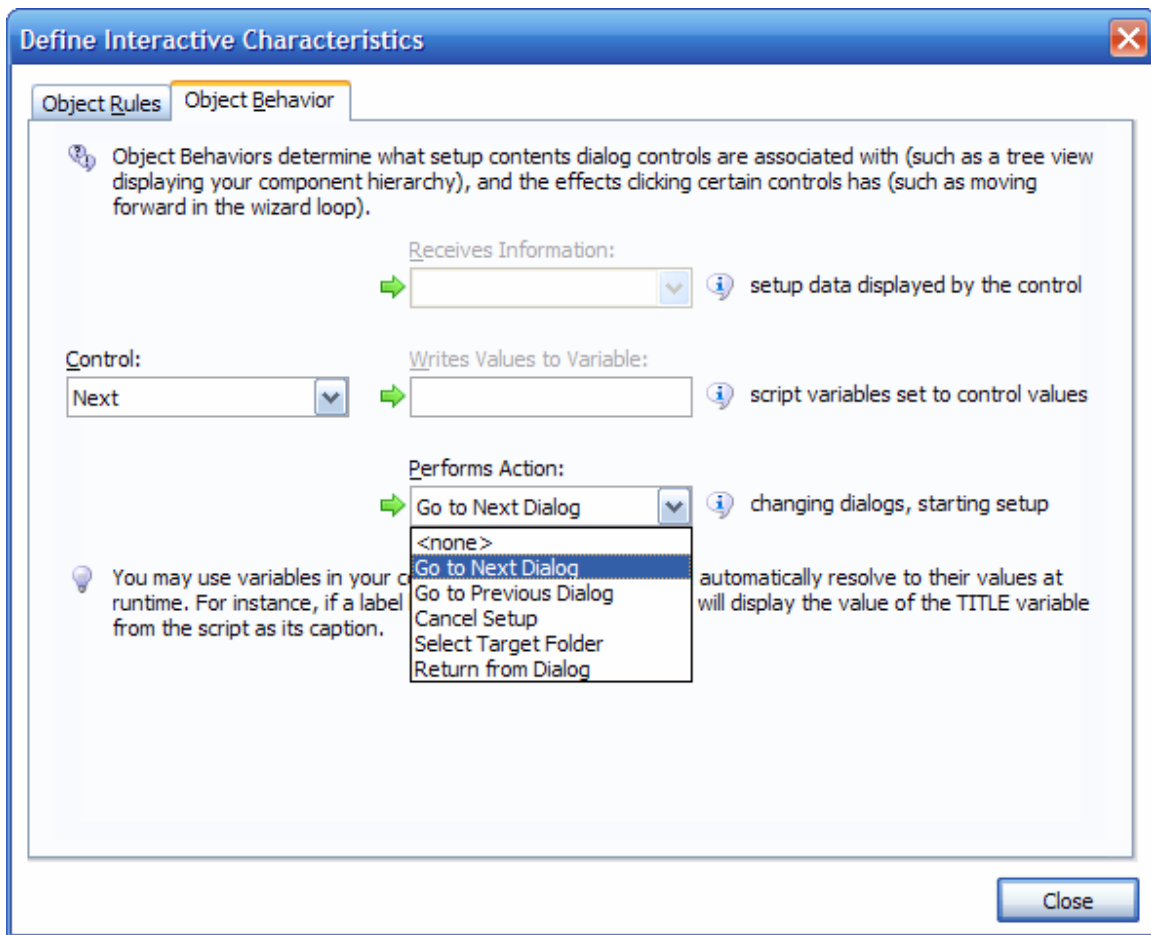 Define Interactive Characteristics
Object Rules
Object Behavior
Object Behaviors determine what setup contents dialog controls are associated with (such as a tree view
displaying your component hierarchy), and the effects clicking certain controls has (such as moving
forward in the wizard loop).
Receives Information:
setup data displayed by the control
Control:
Writes Values to Variable:
Next
script variables set to control values
Performs Action:
Go to Next Dialog
changing dialogs, starting setup
<none>
Go to Next Dialog
Go to Previous Dialog
Cancel Setup
Select Target Folder
Return from Dialog
You may use variables in your automatically resolve to their values at
runtime. For instance, if a label will display the value of the TITLE variable
from the script as its caption.
Close